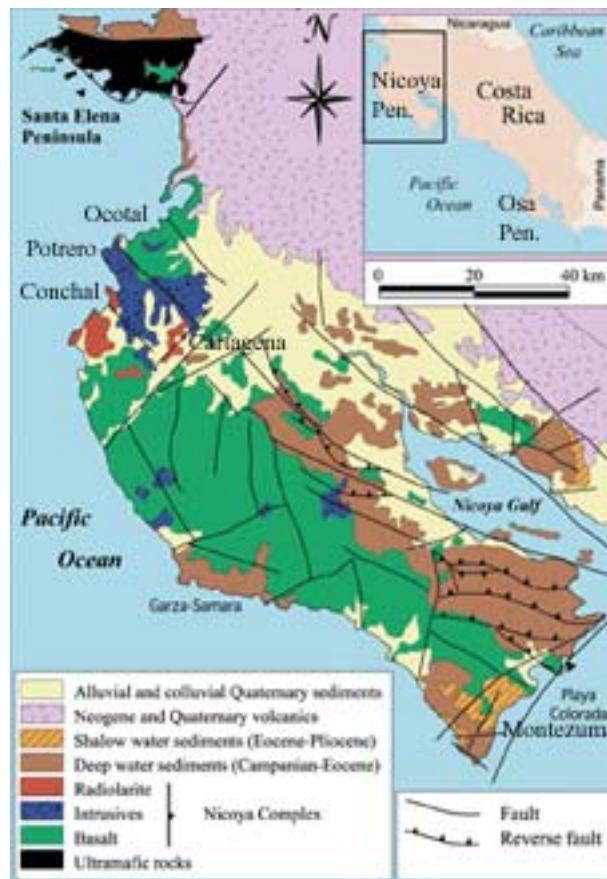 Santa Elena
Peninsula
N
Nicaragua
Caribbean
Sea
Nicoya
Pen.
Costa
Rica
Pacific
Ocean
Osa
Pen.
Panama
0 20 40 km
Ocotal
Potrero
Conchal
Cartagena
Nicoya Gulf
Pacific
Ocean
Garza-Samara
Playa
Colorada
Montezuma
Alluvial and colluvial Quaternary sediments
Neogene and Quaternary volcanics
Shalow water sediments (Eocene-Pliocene)
Deep water sediments (Campanian-Eocene)
Radiolarite
Intrusives
Nicoya Complex
Basalt
Ultramafic rocks
Fault
Reverse fault